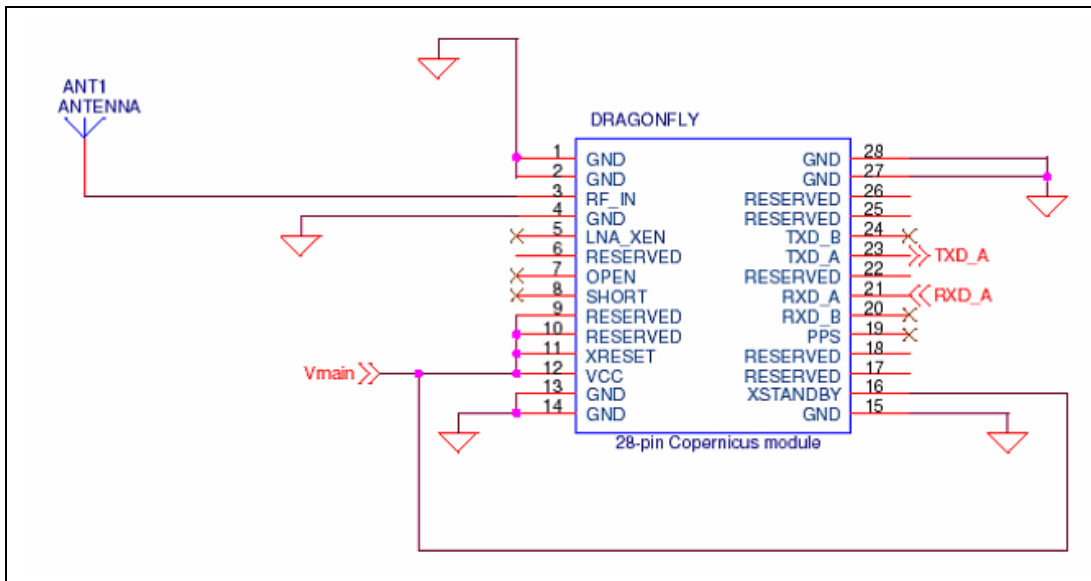 ANT1
ANTENNA
DRAGONFLY
1 GND
2 GND
3 RF_IN
4 GND
5 LNA_XEN
6 RESERVED
7 OPEN
8 SHORT
9 RESERVED
10 RESERVED
11 XRESET
12 VCC
13 GND
14 GND
Vmain
GND 28
GND 27
RESERVED 26
RESERVED 25
TXD_B 24
TXD_A 23 TXD_A
RESERVED 22
RXD_A 21 RXD_A
RXD_B 20
PPS 19
RESERVED 18
RESERVED 17
XSTANDBY 16
GND 15
28-pin Copernicus module